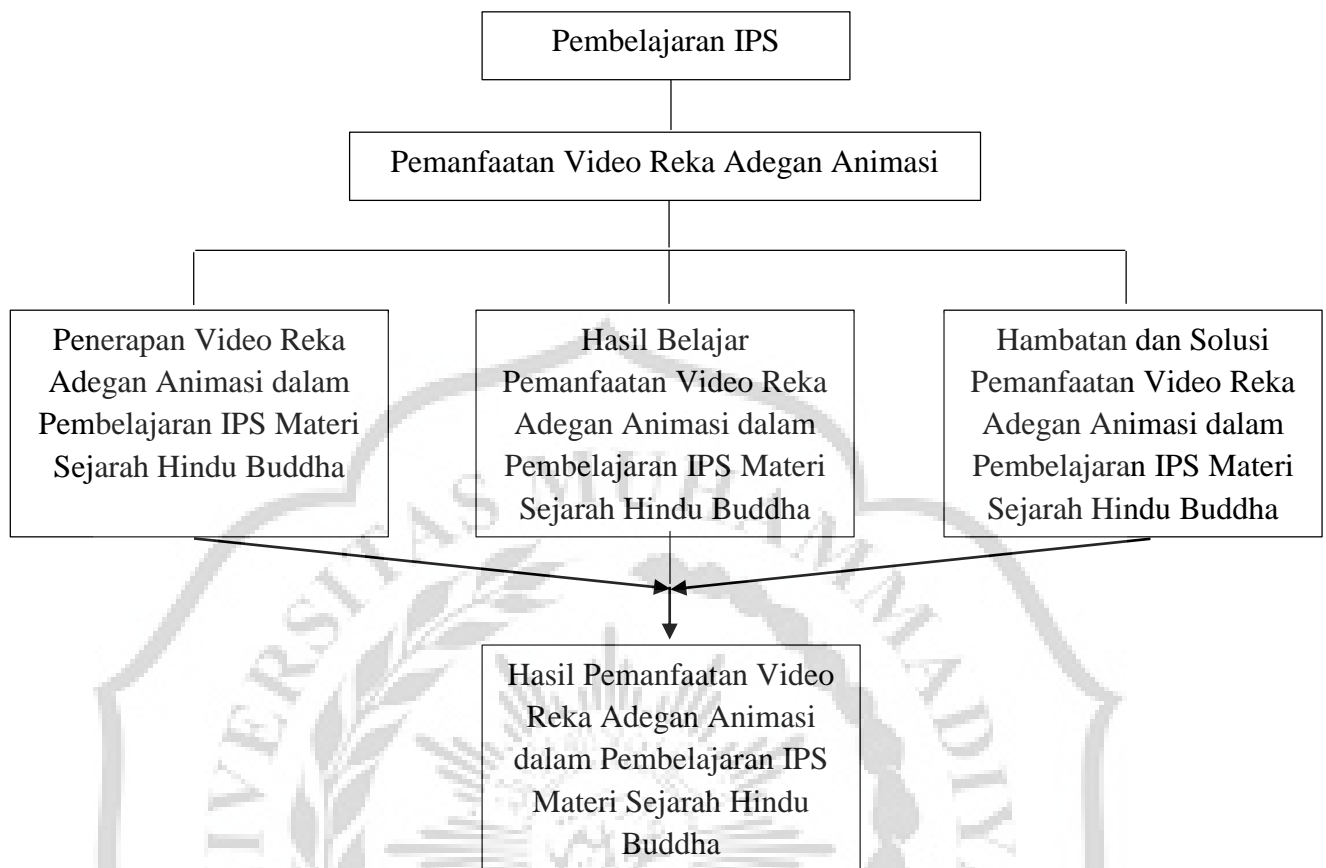 Pembelajaran IPS
Pemanfaatan Video Reka Adegan Animasi
Penerapan Video Reka
Adegan Animasi dalam
Pembelajaran IPS Materi
Sejarah Hindu Buddha
Hasil Belajar
Pemanfaatan Video Reka
Adegan Animasi dalam
Pembelajaran IPS Materi
Sejarah Hindu Buddha
Hambatan dan Solusi
Pemanfaatan Video Reka
Adegan Animasi dalam
Pembelajaran IPS Materi
Sejarah Hindu Buddha
Hasil Pemanfaatan Video
Reka Adegan Animasi
dalam Pembelajaran IPS
Materi Sejarah Hindu
Buddha